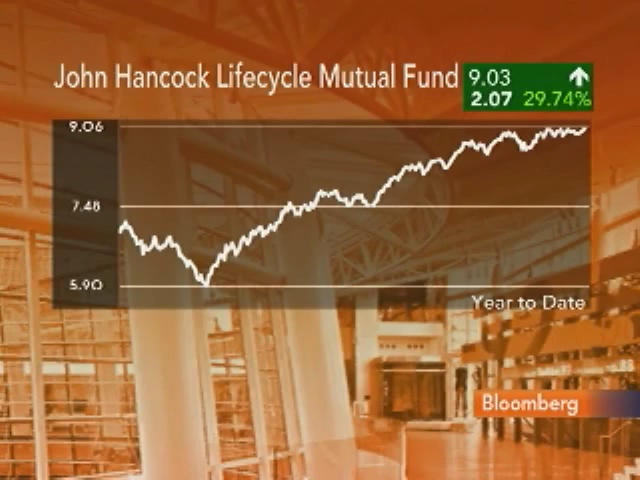 John Hancock Lifecycle Mutual Fund
9.03
2.07 29.74%
9.06
7.48
5.90
Year to Date
Bloomberg